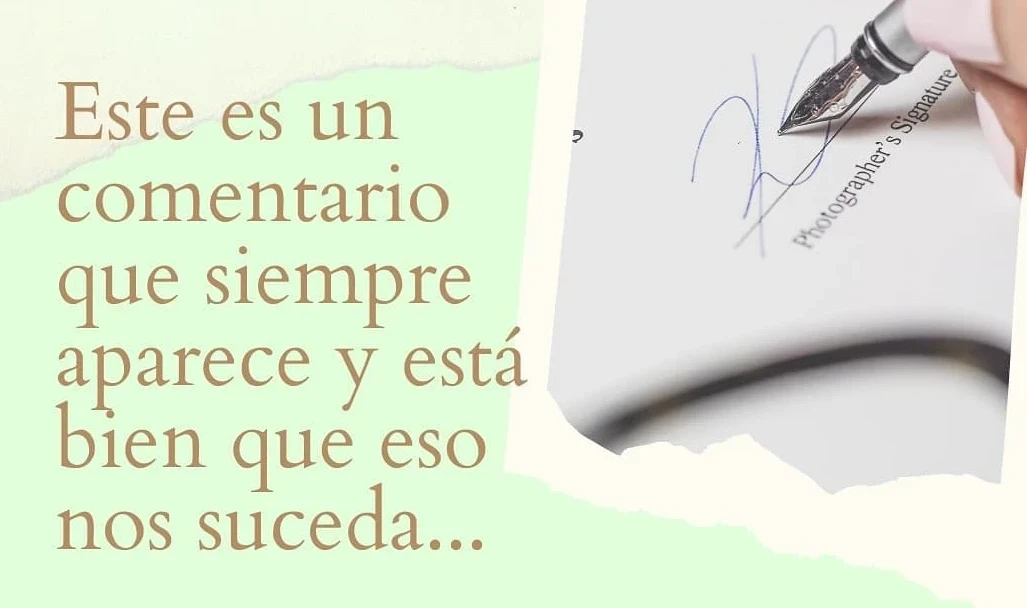 Este es un
comentario
que siempre
aparece y está
bien que eso
nos suceda...
Photographer's Signature